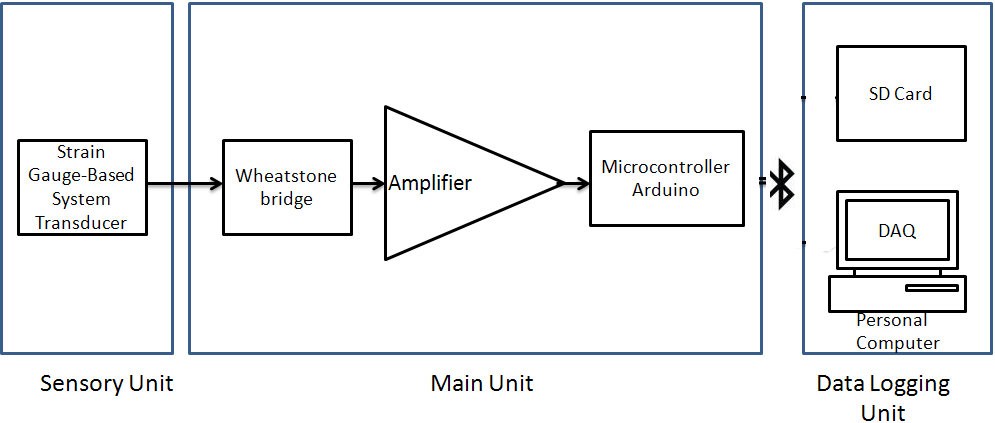 Strain
Gauge-Based
System
Transducer
Wheatstone
bridge
Amplifier
Microcontroller
Arduino
SD Card
DAQ
Personal
Computer
Sensory Unit
Main Unit
Data Logging
Unit